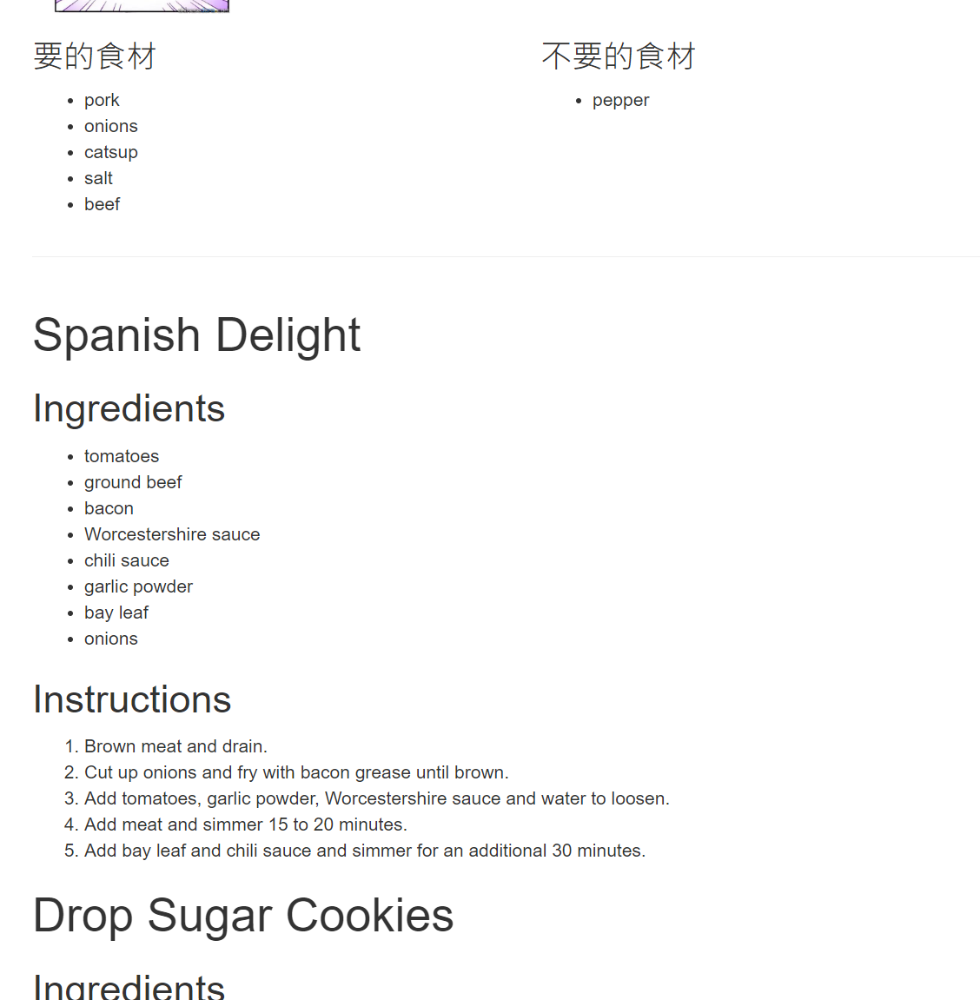 要的食材
pork
onions
catsup
salt
beef
不要的食材
pepper
Spanish Delight
Ingredients
tomatoes
ground beef
bacon
Worcestershire sauce
chili sauce
garlic powder
bay leaf
onions
Instructions
1. Brown meat and drain.
2. Cut up onions and fry with bacon grease until brown.
3. Add tomatoes, garlic powder, Worcestershire sauce and water to loosen.
4. Add meat and simmer 15 to 20 minutes.
5. Add bay leaf and chili sauce and simmer for an additional 30 minutes.
Drop Sugar Cookies
Ingredients